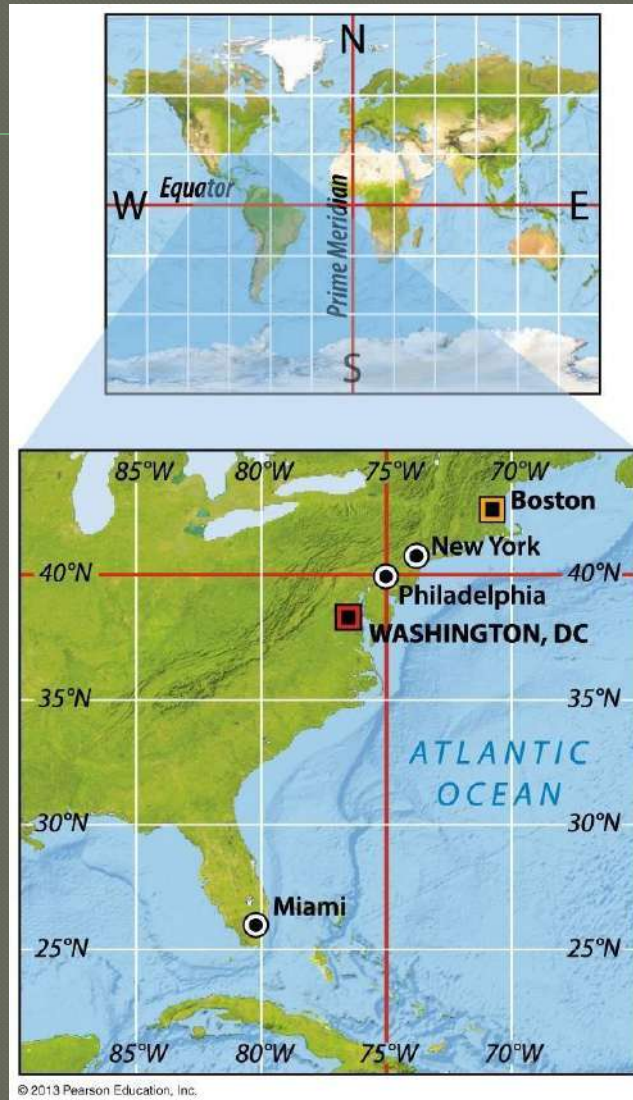 N
Equator
W
E
Prime Meridian
S
85°W 80°W 75°W 70°W
Boston
New York
40°N 40°N
Philadelphia
WASHINGTON, DC
35°N 35°N
ATLANTIC
OCEAN
30°N 30°N
Miami
25°N 25°N
85°W 80°W 75°W 70°W
© 2013 Pearson Education, Inc.